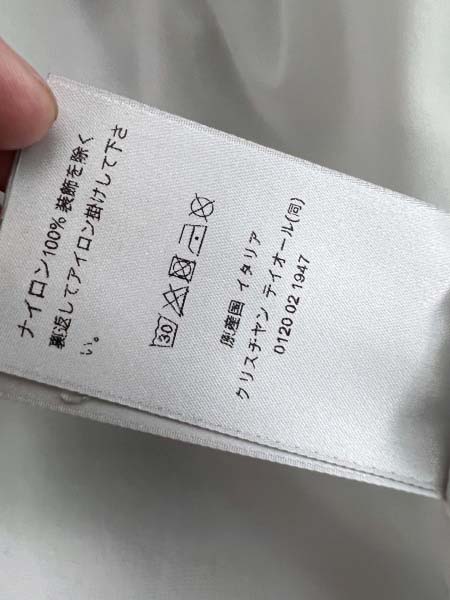 ナイロン100% 装飾を除く
裏返してアイロン掛けして下さ
い。
30
原産国 イタリア
クリスチャン ディオール(同)
0120 02 1947